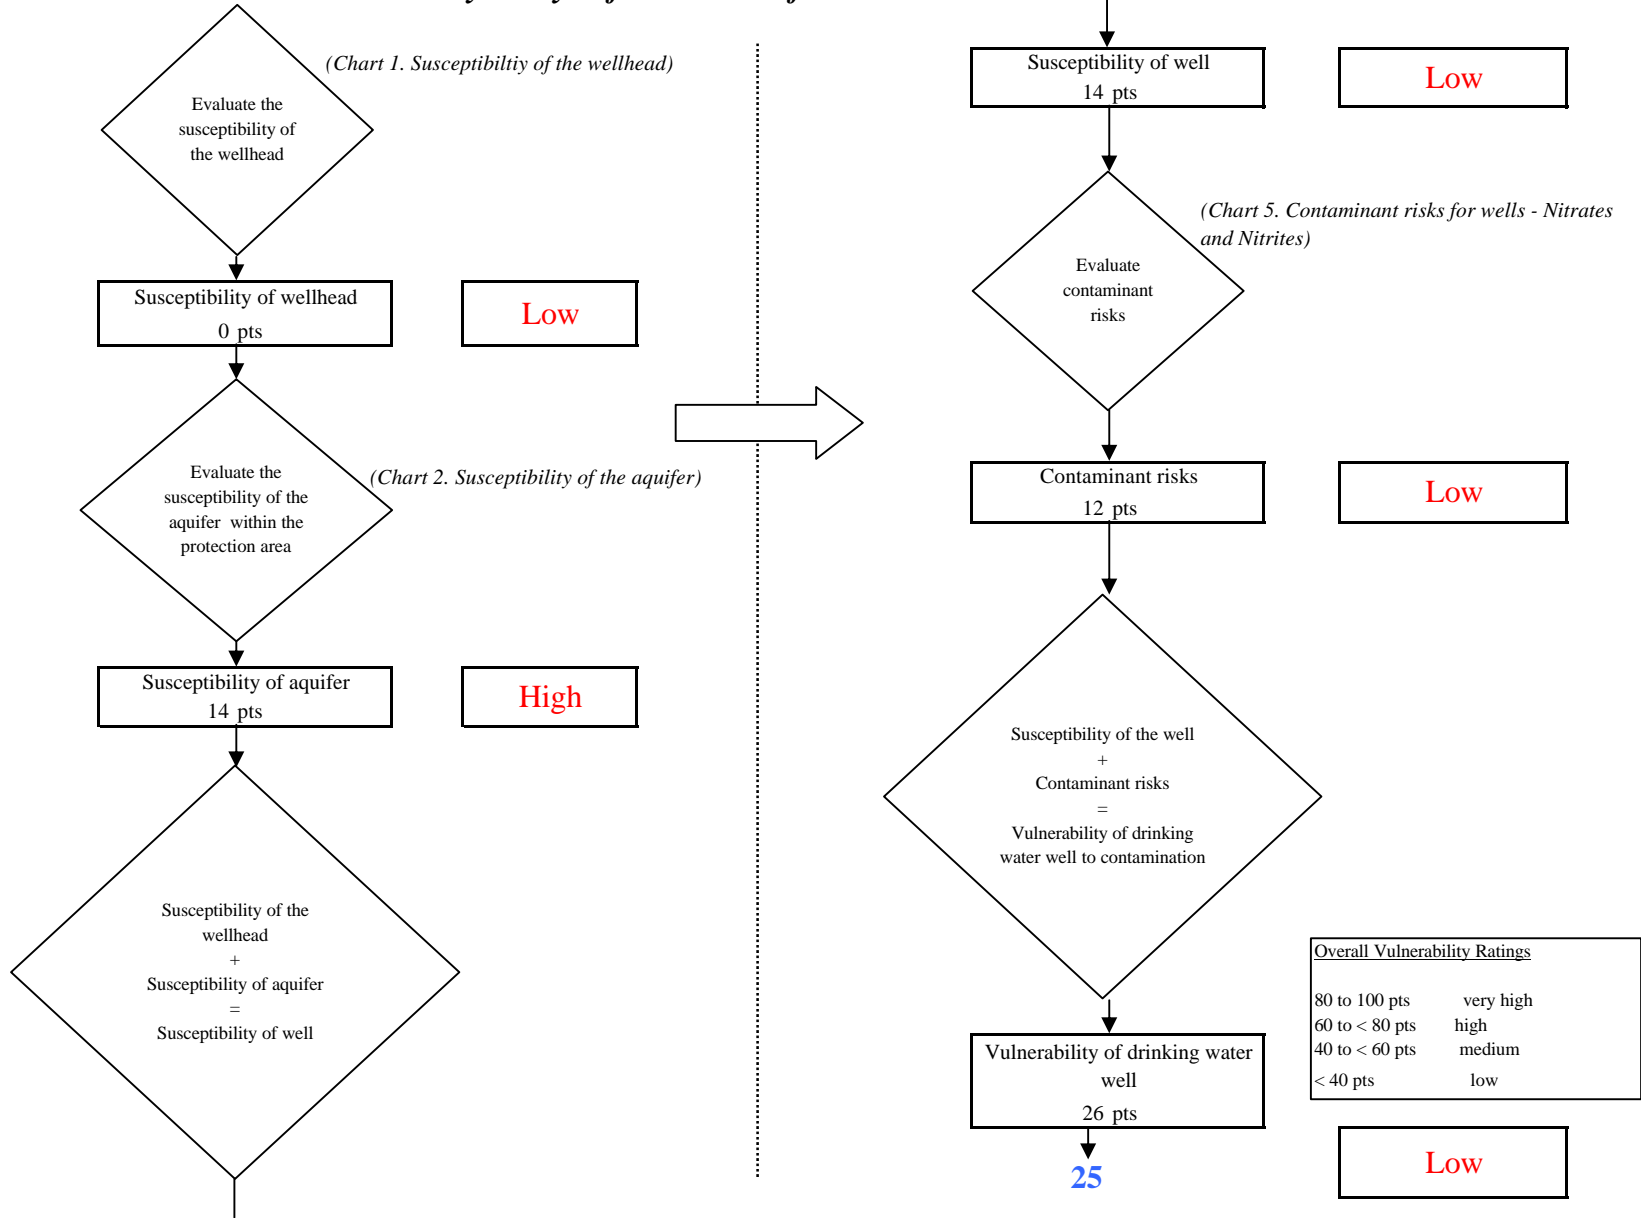 (Chart 1. Susceptibiltiy of the wellhead)
Evaluate the
susceptibility of
the wellhead
Susceptibility of wellhead
0 pts
Low
Evaluate the
susceptibility of the
aquifer within the
protection area
(Chart 2. Susceptibility of the aquifer)
Susceptibility of aquifer
14 pts
High
Susceptibility of the
wellhead
+
Susceptibility of aquifer
=
Susceptibility of well
Susceptibility of well
14 pts
Low
(Chart 5. Contaminant risks for wells - Nitrates
and Nitrites)
Evaluate
contaminant
risks
Contaminant risks
12 pts
Low
Susceptibility of the well
+
Contaminant risks
=
Vulnerability of drinking
water well to contamination
Overall Vulnerability Ratings
80 to 100 pts very high
60 to < 80 pts high
40 to < 60 pts medium
< 40 pts low
Vulnerability of drinking water
well
26 pts
25
Low